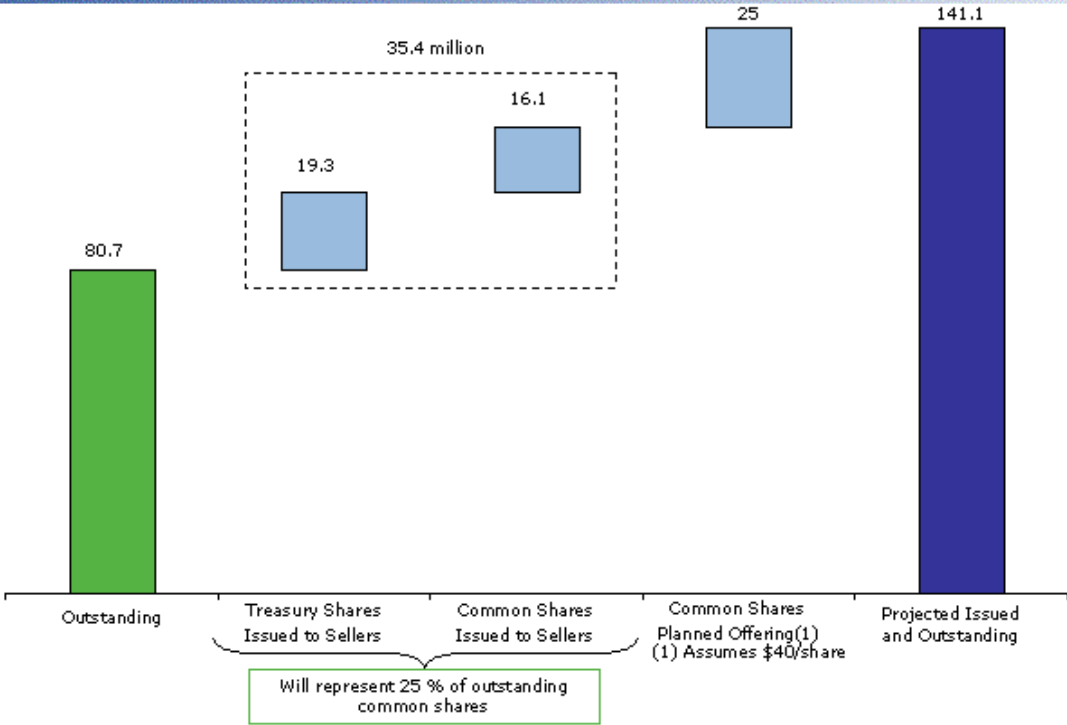 25
141.1
35.4 million
16.1
19.3
80.7
Outstanding
Treasury Shares
Issued to Sellers
Common Shares
Issued to Sellers
Common Shares
Planned Offering(1)
(1) Assumes $40/share
Projected Issued
and Outstanding
Will represent 25 % of outstanding
common shares